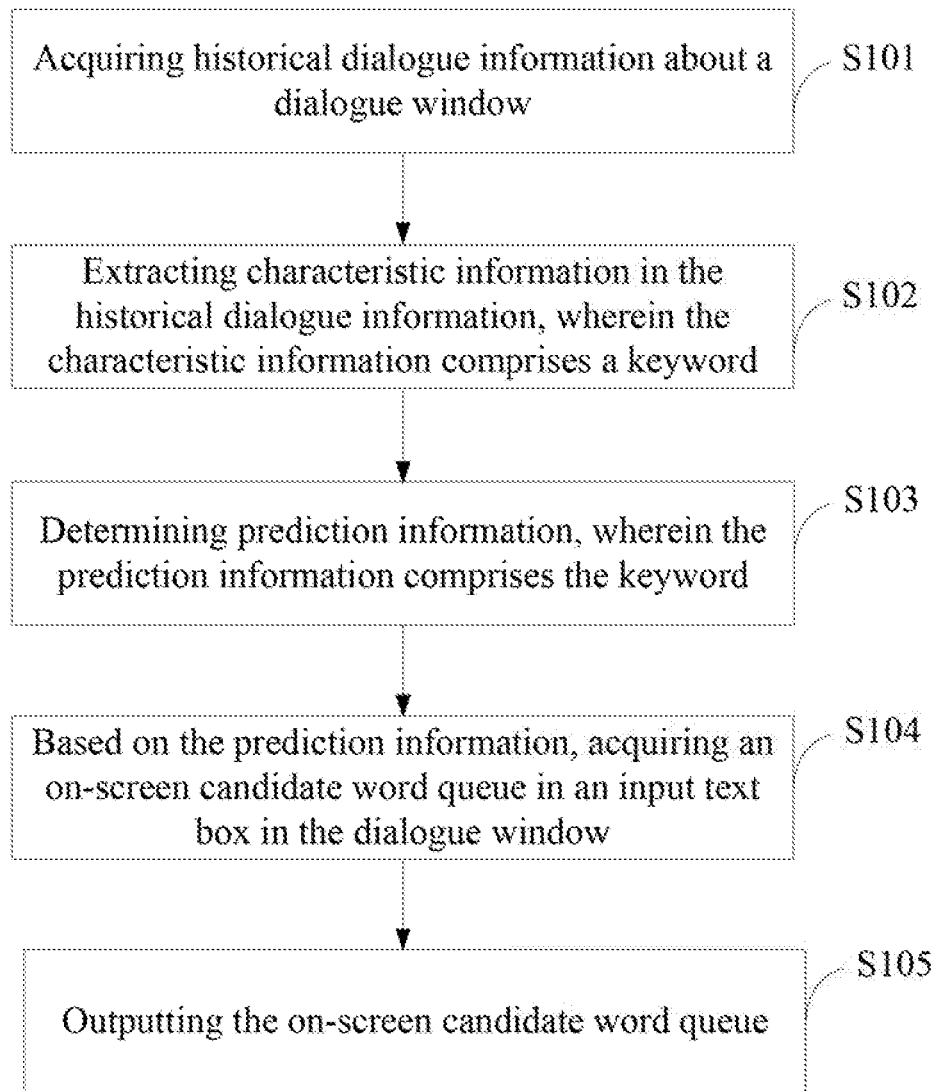 Acquiring historical dialogue information about a
dialogue window
S101
Extracting characteristic information in the
historical dialogue information, wherein the
characteristic information comprises a keyword
S102
Determining prediction information, wherein the
prediction information comprises the keyword
S103
Based on the prediction information, acquiring an
on-screen candidate word queue in an input text
box in the dialogue window
S104
Outputting the on-screen candidate word queue
S105